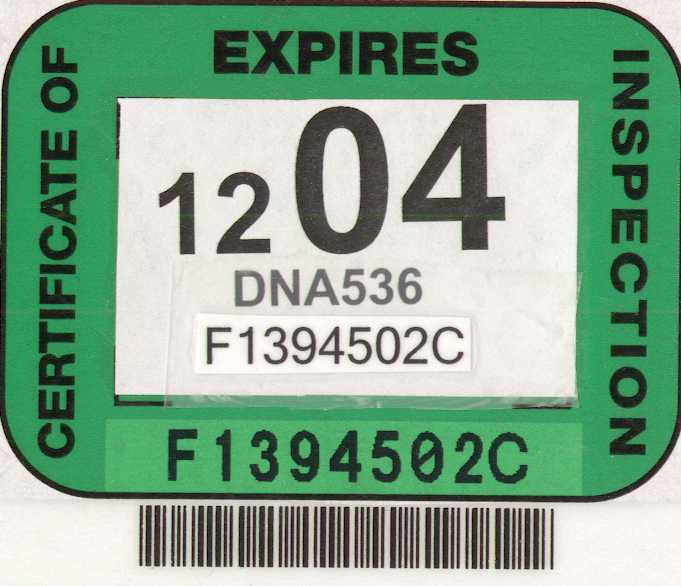 EXPIRES
CERTIFICATE OF
INSPECTION
12 04
DNA536
F1394502C
F1394502C